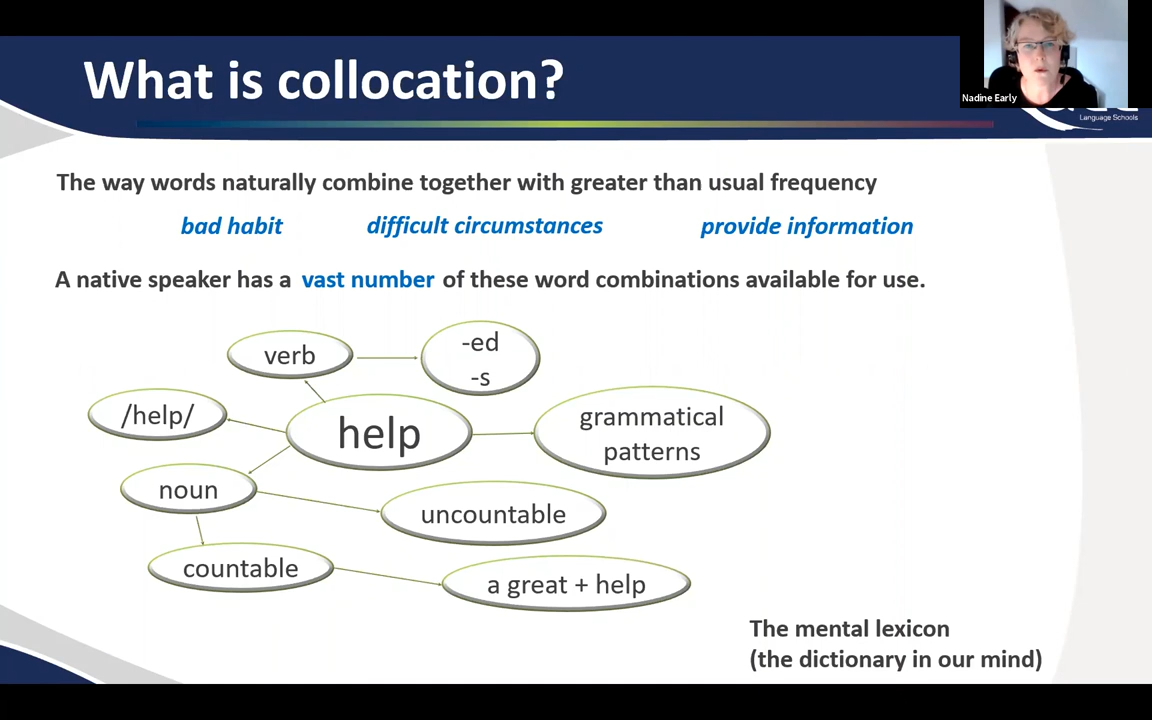 What is collocation?
Nadine Early
Language Schools
The way words naturally combine together with greater than usual frequency
bad habit difficult circumstances provide information
A native speaker has a vast number of these word combinations available for use.
verb
-ed
-s
/help/
help
grammatical
patterns
noun
uncountable
countable
a great + help
The mental lexicon
(the dictionary in our mind)